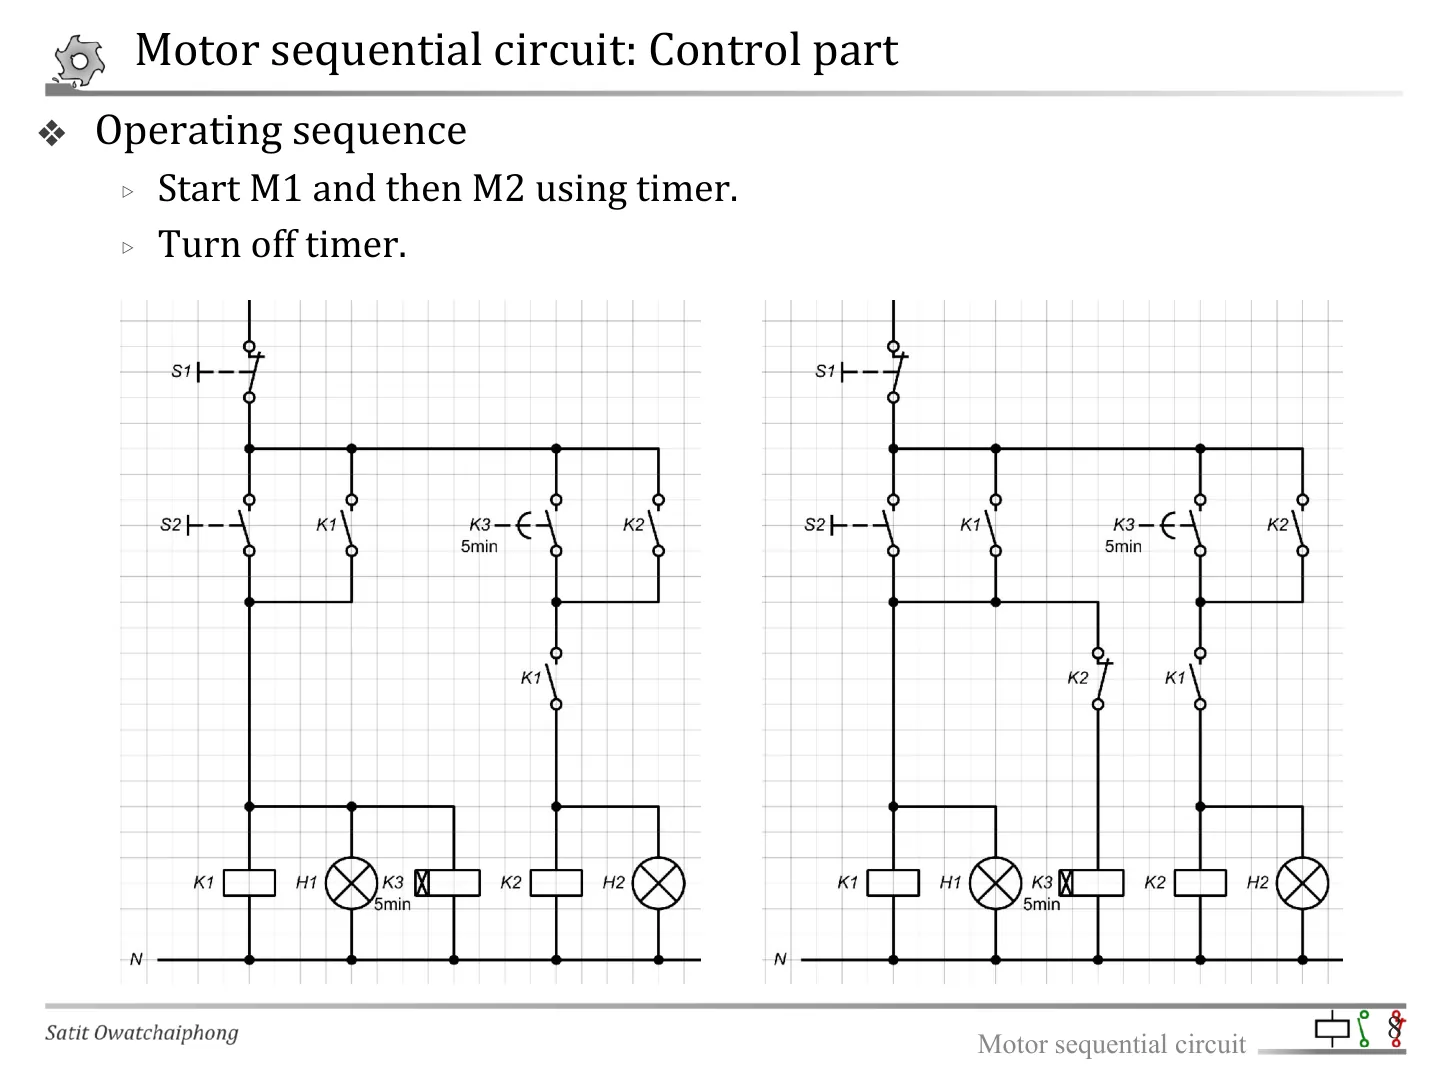 Motor sequential circuit: Control part
Operating sequence
Start M1 and then M2 using timer.
Turn off timer.
S1
S2
K1
K3
5min
K2
K1
K1
H1
K3
5min
K2
H2
N
S1
S2
K1
K3
5min
K2
K2
K1
K1
H1
K3
5min
K2
H2
N
Satit Owatchaiphong
Motor sequential circuit
8